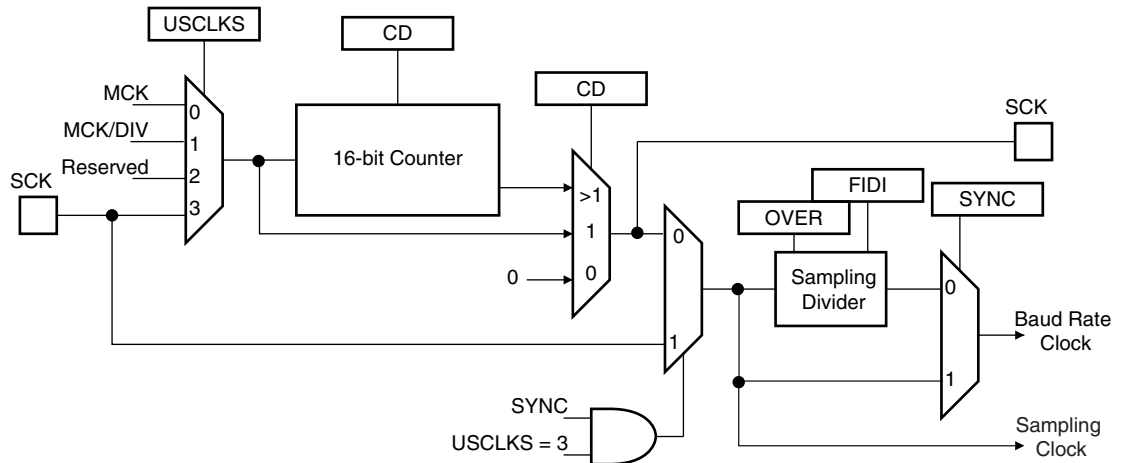 USCLKS
CD
CD
MCK
MCK/DIV
Reserved
SCK
0
1
2
3
16-bit Counter
>1
1
0
0
SCK
FIDI
OVER
SYNC
0
1
Sampling
Divider
0
1
Baud Rate
Clock
SYNC
USCLKS = 3
Sampling
Clock